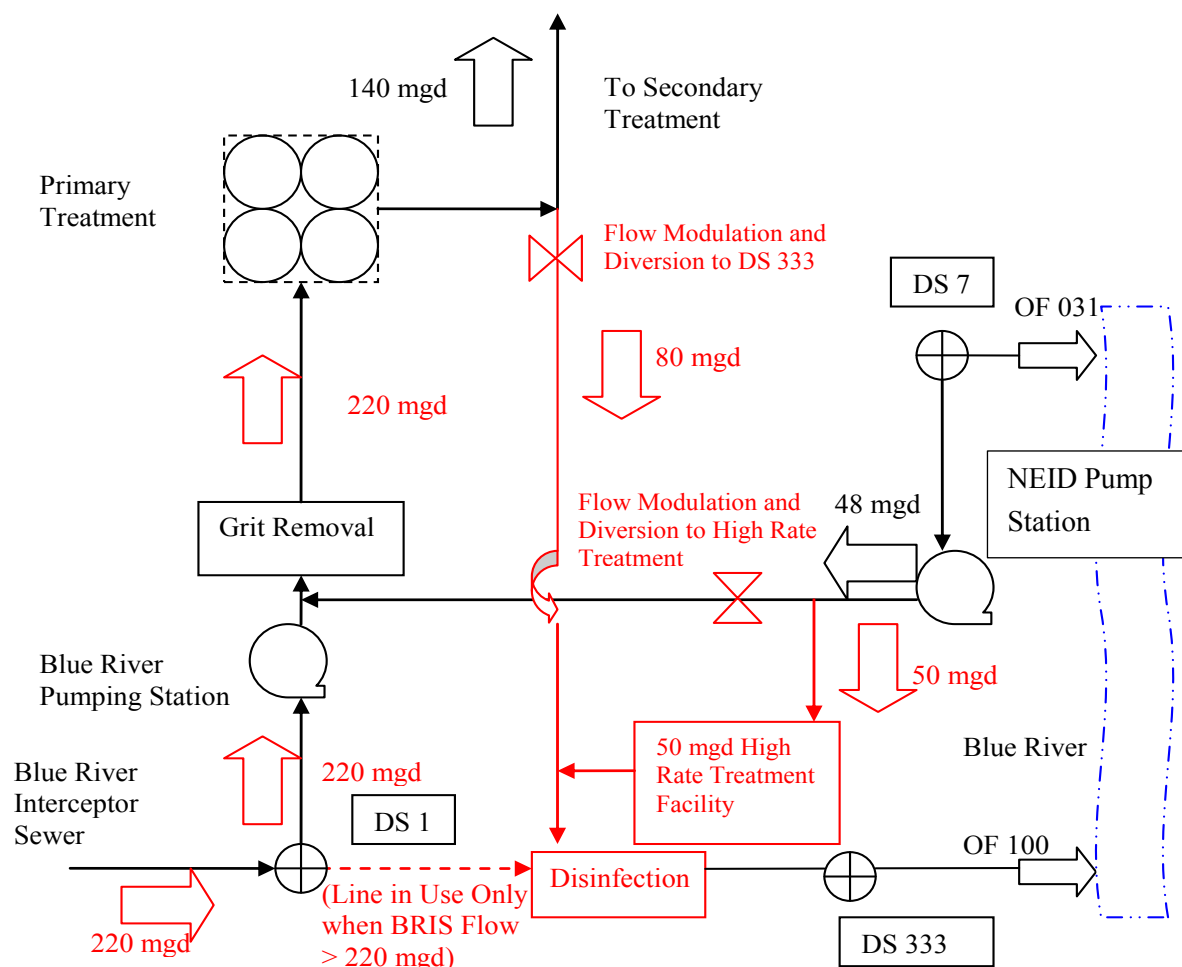 140 mgd
To Secondary
Treatment
Primary
Treatment
Flow Modulation and
Diversion to DS 333
DS 7
OF 031
80 mgd
220 mgd
NEID Pump
Station
Flow Modulation and
Diversion to High Rate
Treatment
48 mgd
Grit Removal
Blue River
Pumping Station
50 mgd
50 mgd High
Rate Treatment
Facility
Blue River
Blue River
Interceptor
Sewer
220 mgd
DS 1
OF 100
Disinfection
(Line in Use Only
when BRIS Flow
> 220 mgd)
220 mgd
DS 333